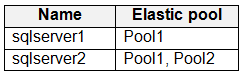 Name Elastic pool
sqlserver1 Pool1
sqlserver2 Pool1, Pool2